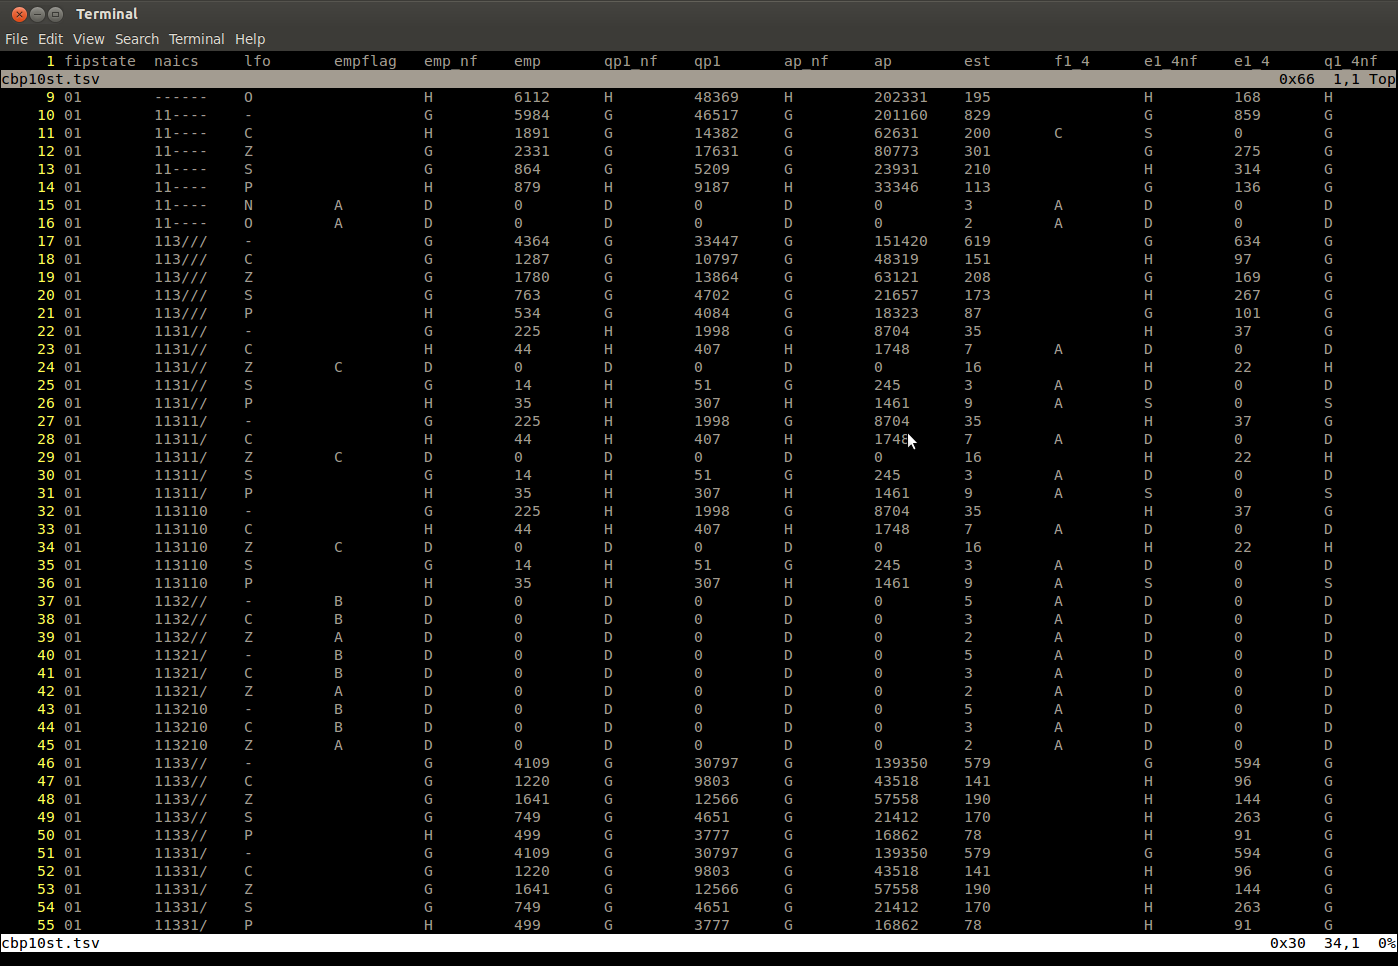 Terminal
File Edit View Search Terminal Help
1 fipstate naics lfo empflag emp_nf emp qp1_nf qp1 ap_nf ap est f1_4 e1_4nf e1_4 q1_4nf
cbp10st.tsv 0x66 1,1 Top
9 01 ------ O H 6112 H 48369 H 202331 195 H 168 H
10 01 11---- - G 5984 G 46517 G 201160 829 G 859 G
11 01 11---- C H 1891 G 14382 G 62631 200 C S 0 G
12 01 11---- Z G 2331 G 17631 G 80773 301 G 275 G
13 01 11---- S G 864 G 5209 G 23931 210 H 314 G
14 01 11---- P H 879 H 9187 H 33346 113 G 136 G
15 01 11---- N A D 0 D 0 D 0 3 A D 0 D
16 01 11---- O A D 0 D 0 D 0 2 A D 0 D
17 01 113/// - G 4364 G 33447 G 151420 619 G 634 G
18 01 113/// C G 1287 G 10797 G 48319 151 H 97 G
19 01 113/// Z G 1780 G 13864 G 63121 208 G 169 G
20 01 113/// S G 763 G 4702 G 21657 173 H 267 G
21 01 113/// P H 534 G 4084 G 18323 87 G 101 G
22 01 1131// - G 225 H 1998 G 8704 35 H 37 G
23 01 1131// C H 44 H 407 H 1748 7 A D 0 D
24 01 1131// Z C D 0 D 0 D 0 16 H 22 H
25 01 1131// S G 14 H 51 G 245 3 A D 0 D
26 01 1131// P H 35 H 307 H 1461 9 A S 0 S
27 01 11311/ - G 225 H 1998 G 8704 35 H 37 G
28 01 11311/ C H 44 H 407 H 1748 7 A D 0 D
29 01 11311/ Z C D 0 D 0 D 0 16 H 22 H
30 01 11311/ S G 14 H 51 G 245 3 A D 0 D
31 01 11311/ P H 35 H 307 H 1461 9 A S 0 S
32 01 113110 - G 225 H 1998 G 8704 35 H 37 G
33 01 113110 C H 44 H 407 H 1748 7 A D 0 D
34 01 113110 Z C D 0 D 0 D 0 16 H 22 H
35 01 113110 S G 14 H 51 G 245 3 A D 0 D
36 01 113110 P H 35 H 307 H 1461 9 A S 0 S
37 01 1132// - B D 0 D 0 D 0 5 A D 0 D
38 01 1132// C B D 0 D 0 D 0 3 A D 0 D
39 01 1132// Z A D 0 D 0 D 0 2 A D 0 D
40 01 11321/ - B D 0 D 0 D 0 5 A D 0 D
41 01 11321/ C B D 0 D 0 D 0 3 A D 0 D
42 01 11321/ Z A D 0 D 0 D 0 2 A D 0 D
43 01 113210 - B D 0 D 0 D 0 5 A D 0 D
44 01 113210 C B D 0 D 0 D 0 3 A D 0 D
45 01 113210 Z A D 0 D 0 D 0 2 A D 0 D
46 01 1133// - G 4109 G 30797 G 139350 579 G 594 G
47 01 1133// C G 1220 G 9803 G 43518 141 H 96 G
48 01 1133// Z G 1641 G 12566 G 57558 190 H 144 G
49 01 1133// S G 749 G 4651 G 21412 170 H 263 G
50 01 1133// P H 499 G 3777 G 16862 78 H 91 G
51 01 11331/ - G 4109 G 30797 G 139350 579 G 594 G
52 01 11331/ C G 1220 G 9803 G 43518 141 H 96 G
53 01 11331/ Z G 1641 G 12566 G 57558 190 H 144 G
54 01 11331/ S G 749 G 4651 G 21412 170 H 263 G
55 01 11331/ P H 499 G 3777 G 16862 78 H 91 G
cbp10st.tsv 0x30 34,1 0%